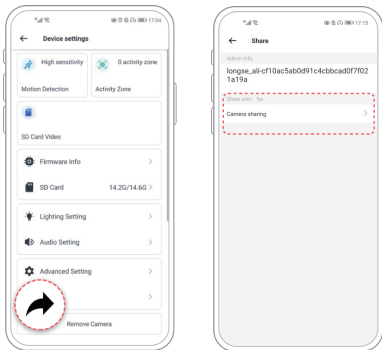 17:04
Device settings
High sensitivity
0 activity zone
Motion Detection
Activity Zone
SD Card Video
Firmware Info
SD Card 14.2G/14.6G
Lighting Setting
Audio Setting
Advanced Setting
Remove Camera
17:15
Share
Admin Info
longse_ali-cf10ac5ab0d91c4cbbcad0f7f02
1a19a
Share with: %s
Camera sharing